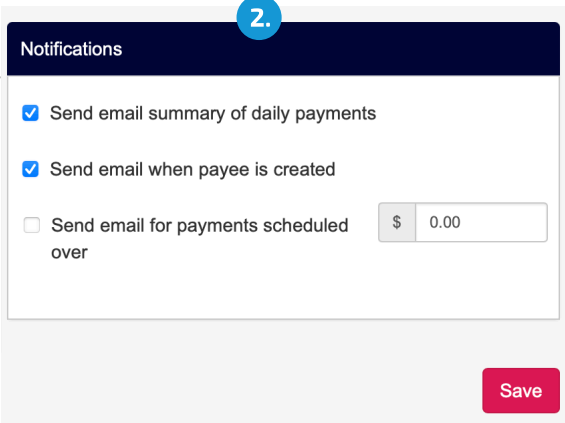 2.
Notifications
Send email summary of daily payments
Send email when payee is created
Send email for payments scheduled
over
$ 0.00
Save